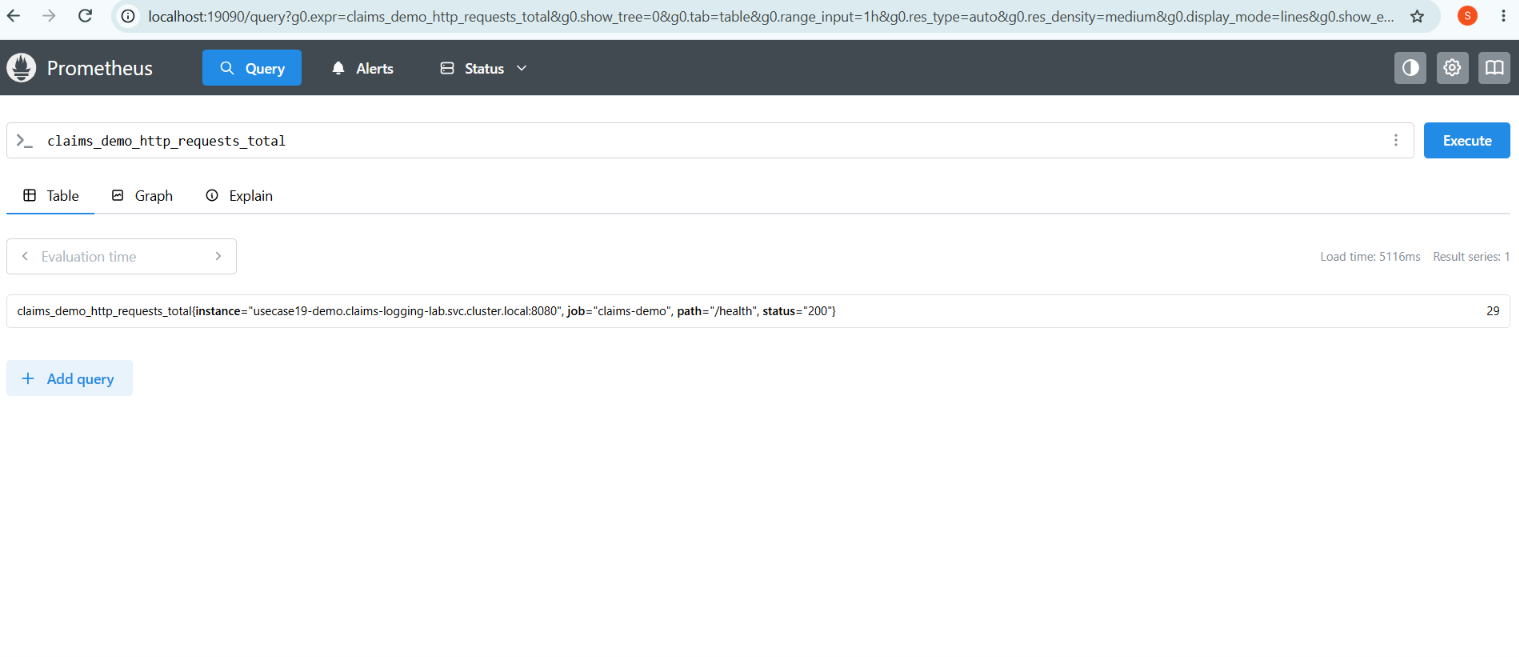 localhost:19090/query?g0.expr=claims_demo_http_requests_total&g0.show_tree=0&g0.tab=table&g0.range_input=1h&g0.res_type=auto&g0.res_density=medium&g0.display_mode=lines&g0.show_e...
S
Prometheus
Query
Alerts
Status
claims_demo_http_requests_total
Execute
Table
Graph
Explain
Evaluation time
Load time: 5116ms Result series: 1
claims_demo_http_requests_total{instance="usecase19-demo.claims-logging-lab.svc.cluster.local:8080", job="claims-demo", path="/health", status="200"} 29
Add query